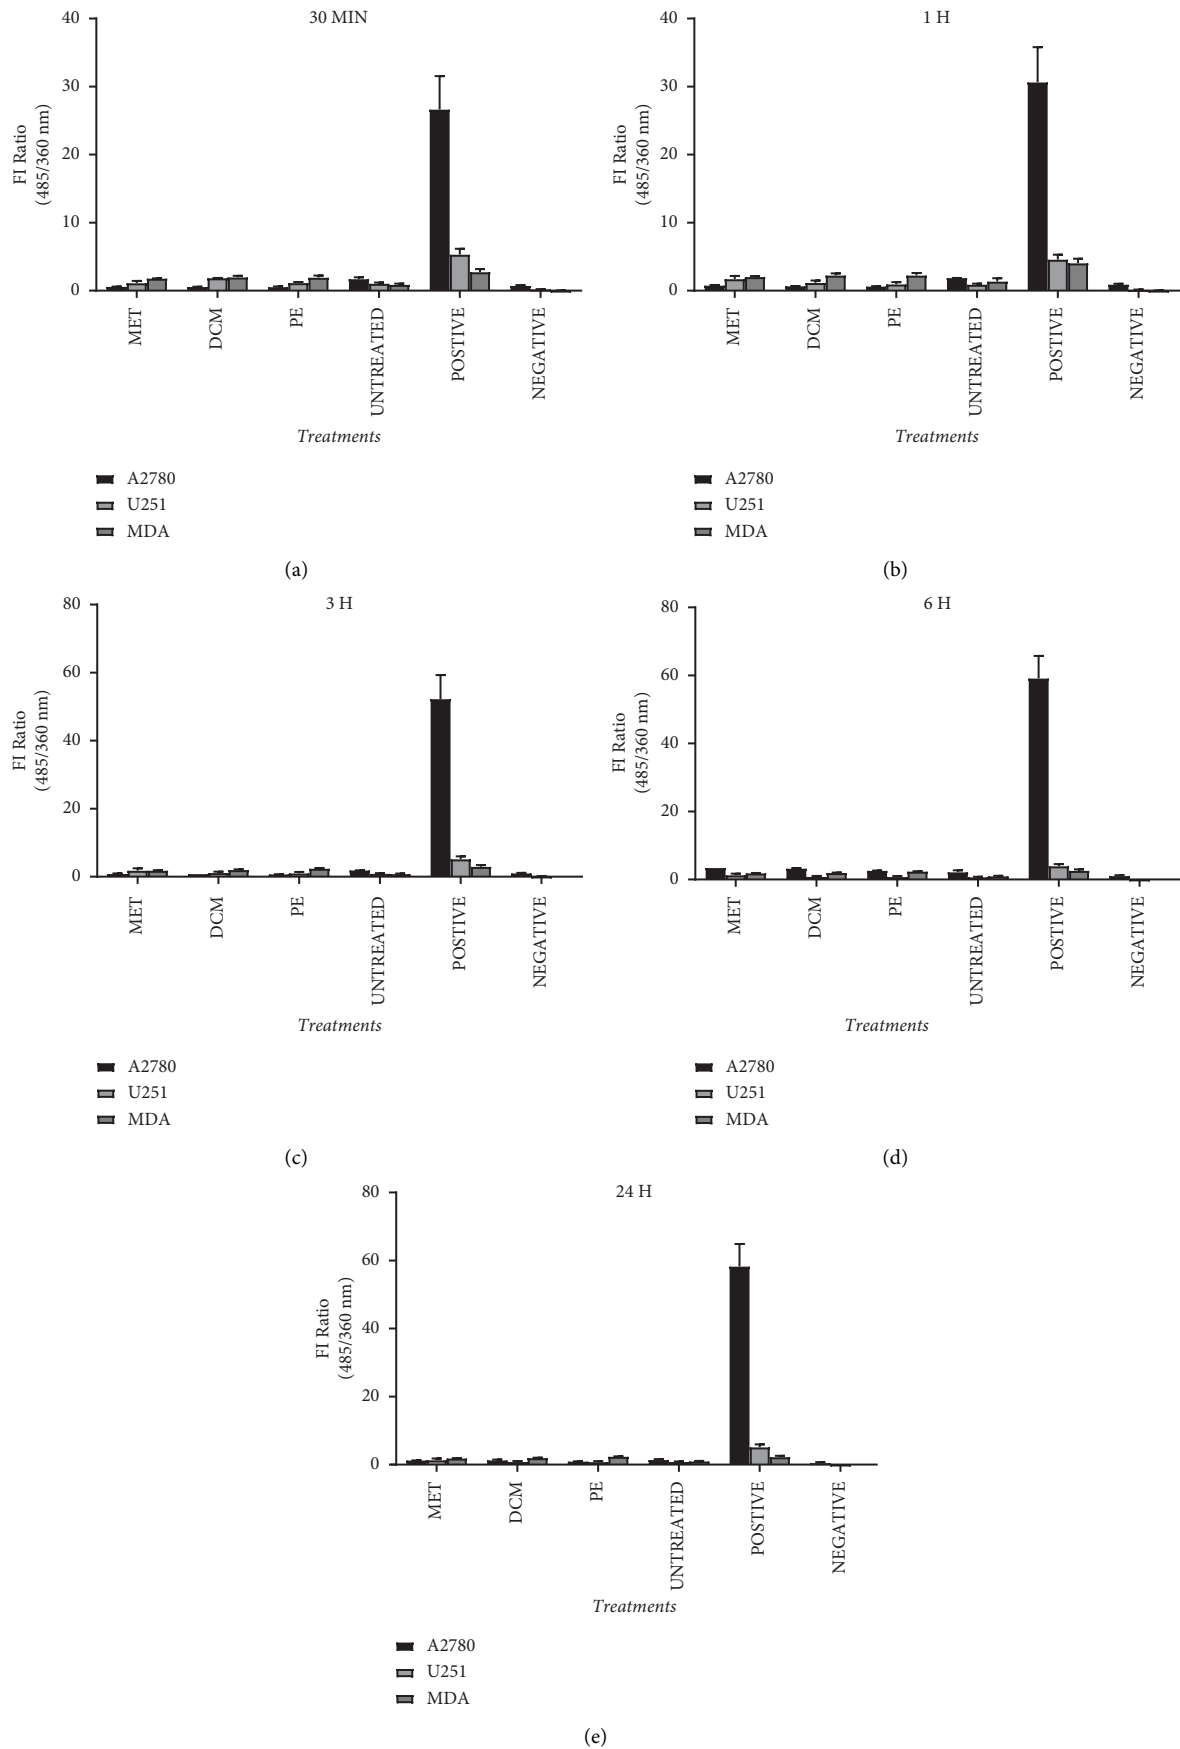 30 MIN
40
30
20
10
0
FI Ratio
(485/360 nm)
MET
DCM
PE
UNTREATED
POSTIVE
NEGATIVE
Treatments
A2780
U251
MDA
(a)
1 H
40
30
20
10
0
FI Ratio
(485/360 nm)
MET
DCM
PE
UNTREATED
POSTIVE
NEGATIVE
Treatments
A2780
U251
MDA
(b)
3 H
80
60
40
20
0
FI Ratio
(485/360 nm)
MET
DCM
PE
UNTREATED
POSTIVE
NEGATIVE
Treatments
A2780
U251
MDA
(c)
6 H
80
60
40
20
0
FI Ratio
(485/360 nm)
MET
DCM
PE
UNTREATED
POSTIVE
NEGATIVE
Treatments
A2780
U251
MDA
(d)
24 H
80
60
40
20
0
FI Ratio
(485/360 nm)
MET
DCM
PE
UNTREATED
POSTIVE
NEGATIVE
Treatments
A2780
U251
MDA
(e)